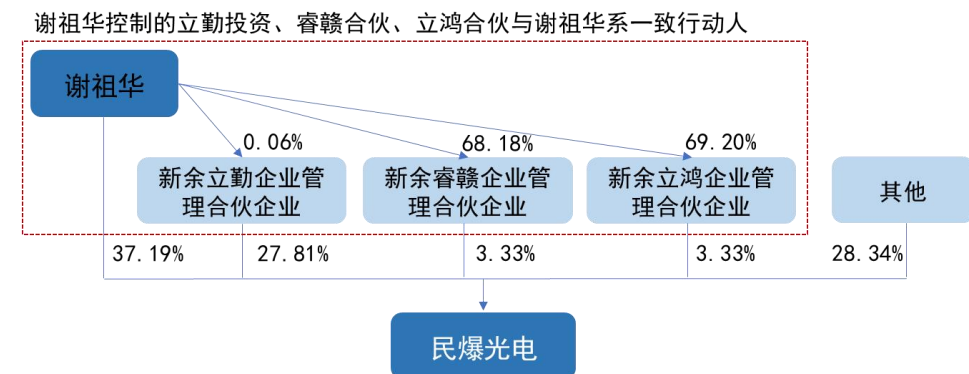 谢祖华控制的立勤投资、睿赣合伙、立鸿合伙与谢祖华系一致行动人
谢祖华
0.06%
68.18%
69.20%
新余立勤企业管
理合伙企业
新余睿赣企业管
理合伙企业
新余立鸿企业管
理合伙企业
其他
37.19%
27.81%
3.33%
3.33%
28.34%
民爆光电